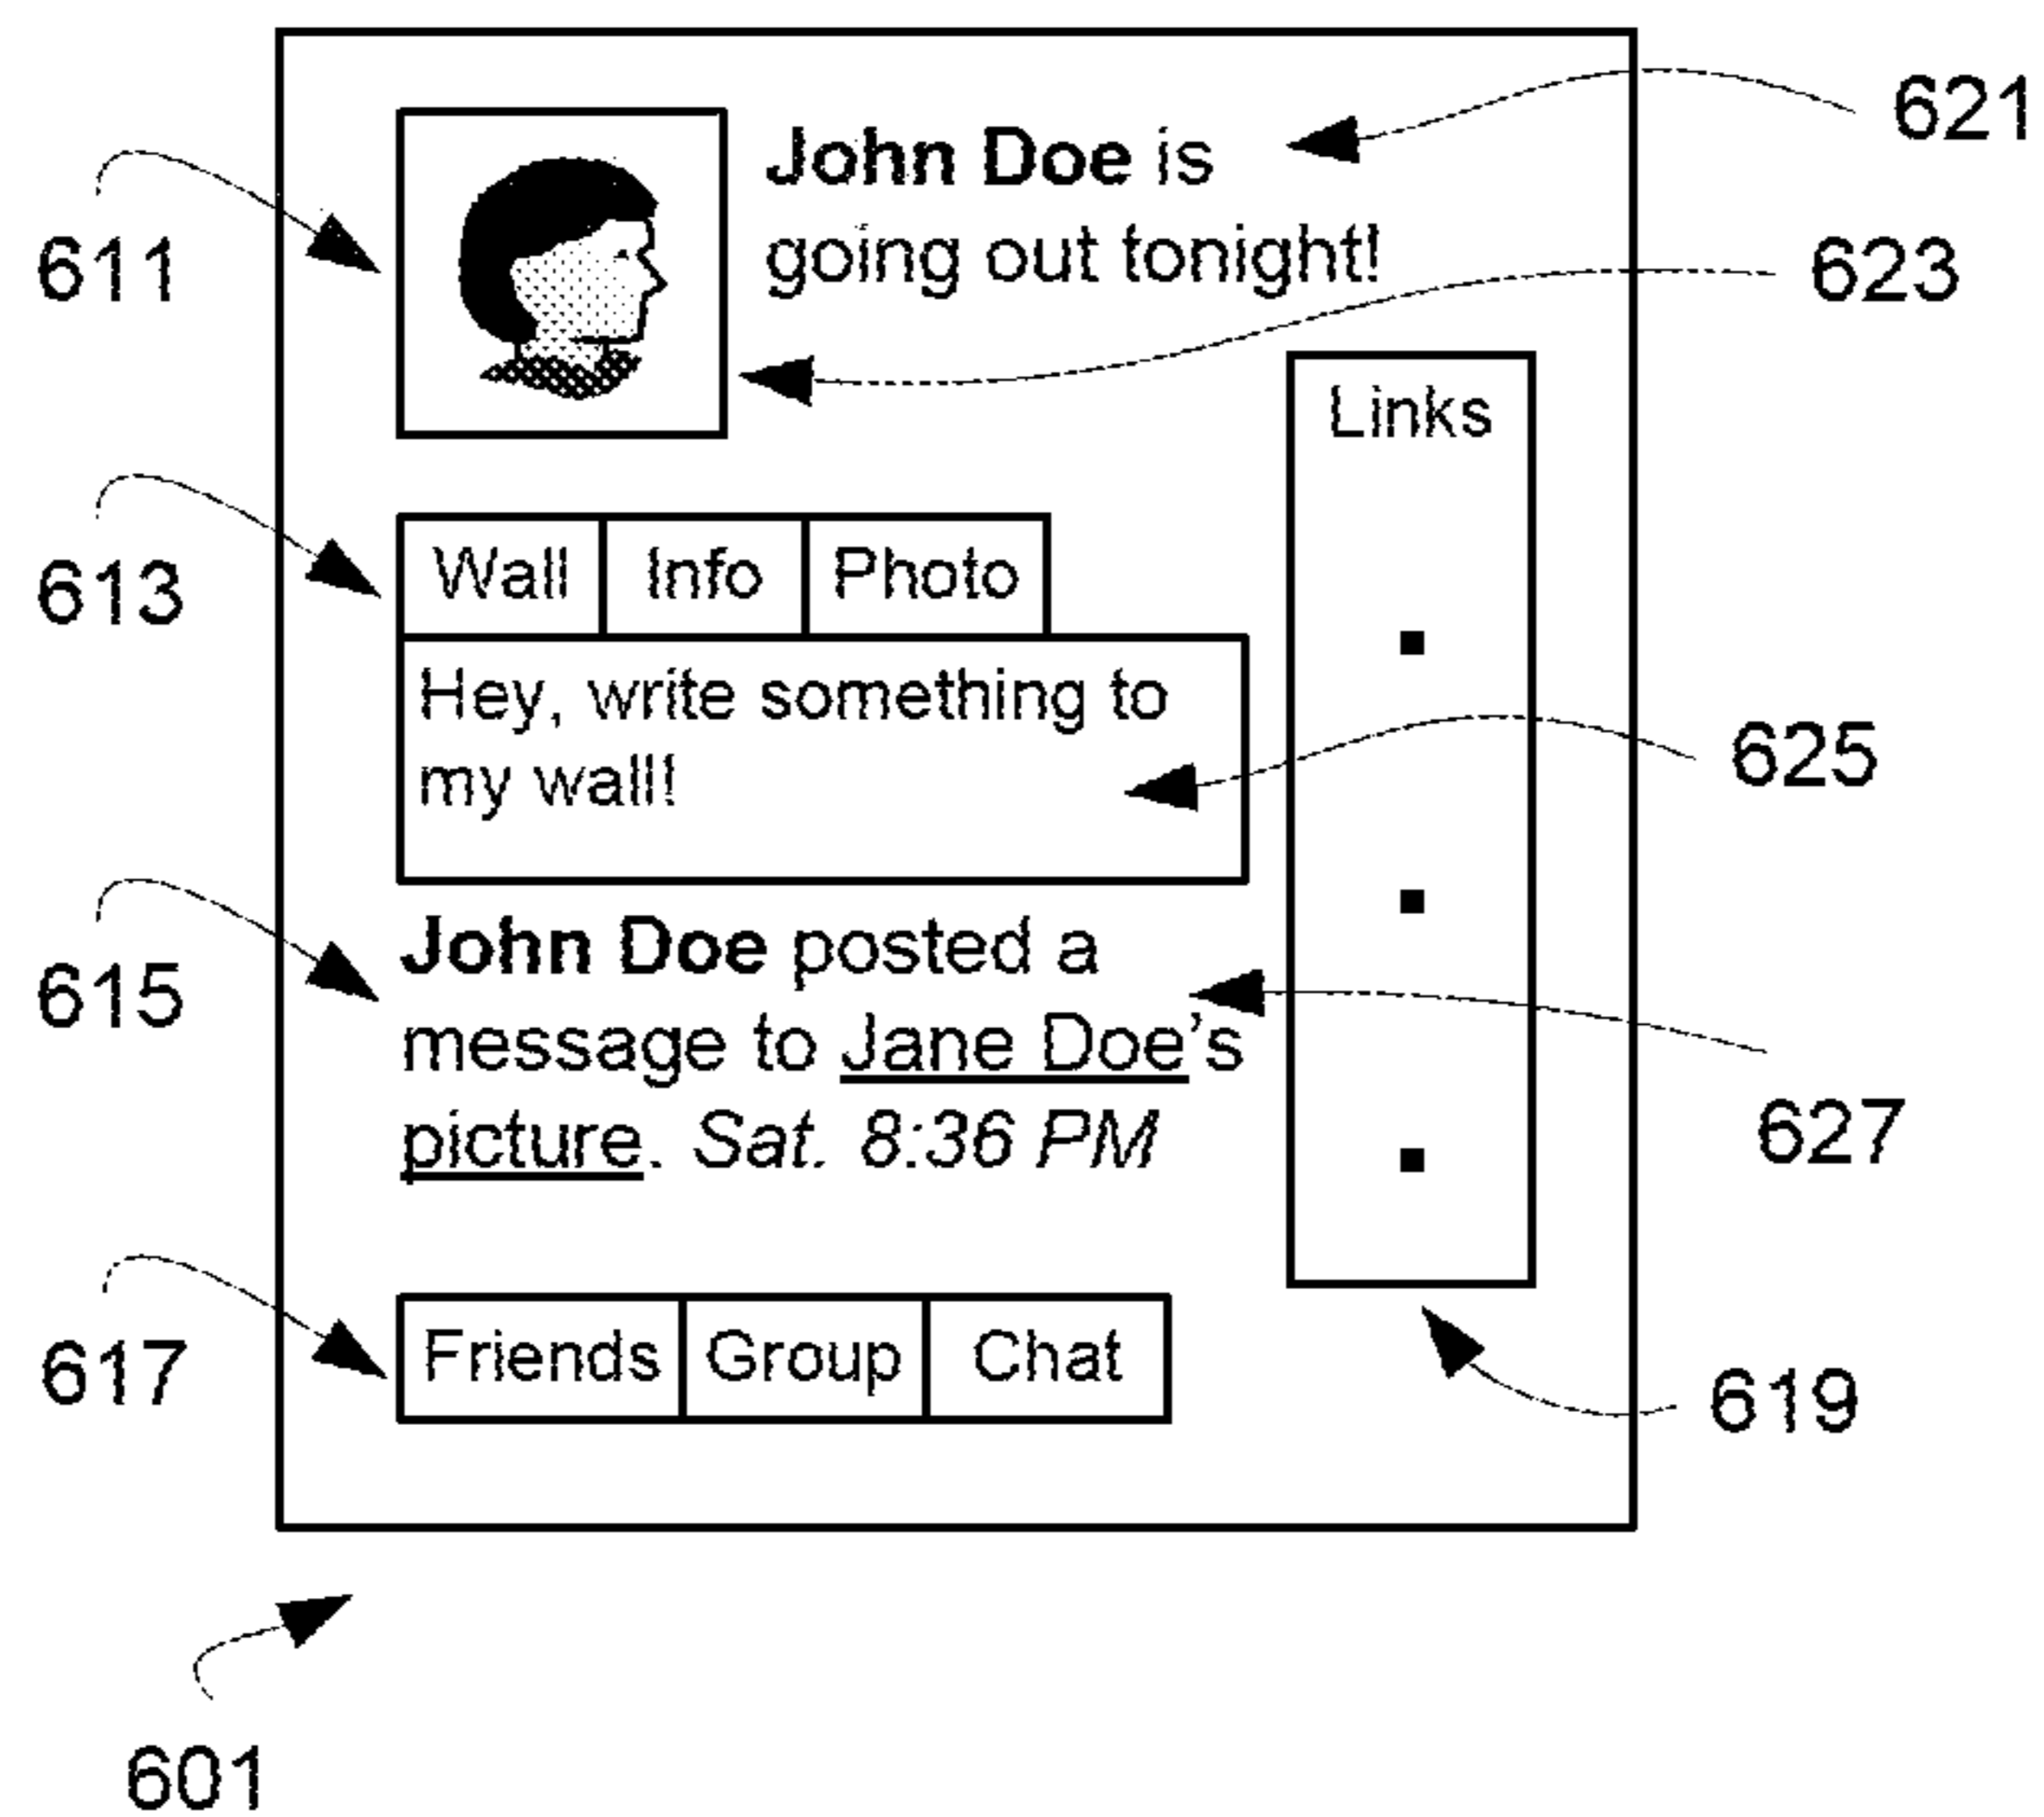 621
John Doe is
going out tonight!
611
623
Links
613
Wall Info Photo
Hey, write something to
my wall!
625
615
John Doe posted a
message to Jane Doe's
picture. Sat. 8:36 PM
627
617
Friends Group Chat
619
601